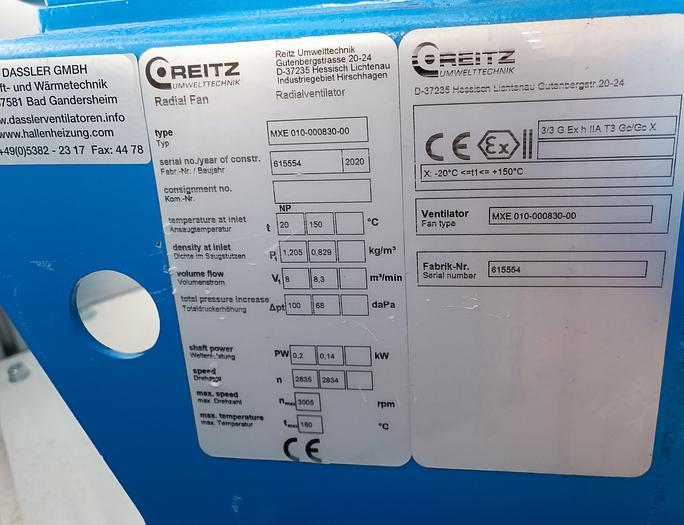 DASSLER GMBH
ft- und Wärmetechnik
37581 Bad Gandersheim
www.dasslerventilatoren.info
www.hallenheizung.com
+49(0)5382 - 23 17 Fax: 44 78
REITZ
UMWELTTECHNIK
Reitz Umwelttechnik
Gutenbergstrasse 20-24
D-37235 Hessisch Lichtenau
Industriegebiet Hirschhagen
Radial Fan
Radialventilator
type
Typ
MXE 010-000830-00
serial no./year of constr.
Fabr.-Nr. / Baujahr
615554 2020
consignment no.
Kom.-Nr.
NP
temperature at inlet
Ansaugtemperatur
t 20 150 °C
density at inlet
Dichte im Saugstutzen
1,205 0,829 kg/m³
volume flow
Volumenstrom
V₁ 8 8,3 m³/min
total pressure increase
Totaldruckerhöhung
Δpt 100 68 daPa
shaft power
Wellenleistung
PW 0,2 0,14 kW
speed
Drehzahl
n 2835 2834
max. speed
max. Drehzahl
nmax 3005 rpm
max. temperature
max. Temperatur
tmax 180 °C
CE
REITZ
UMWELTTECHNIK
D-37235 Hessisch Lichtenau Gutenbergstr.20-24
CE Ex II 3/3 G Ex h IIA T3 Gc/Gc X
X: -20°C <=t1<= +150°C
Ventilator
Fan type
MXE 010-000830-00
Fabrik-Nr.
Serial number
615554